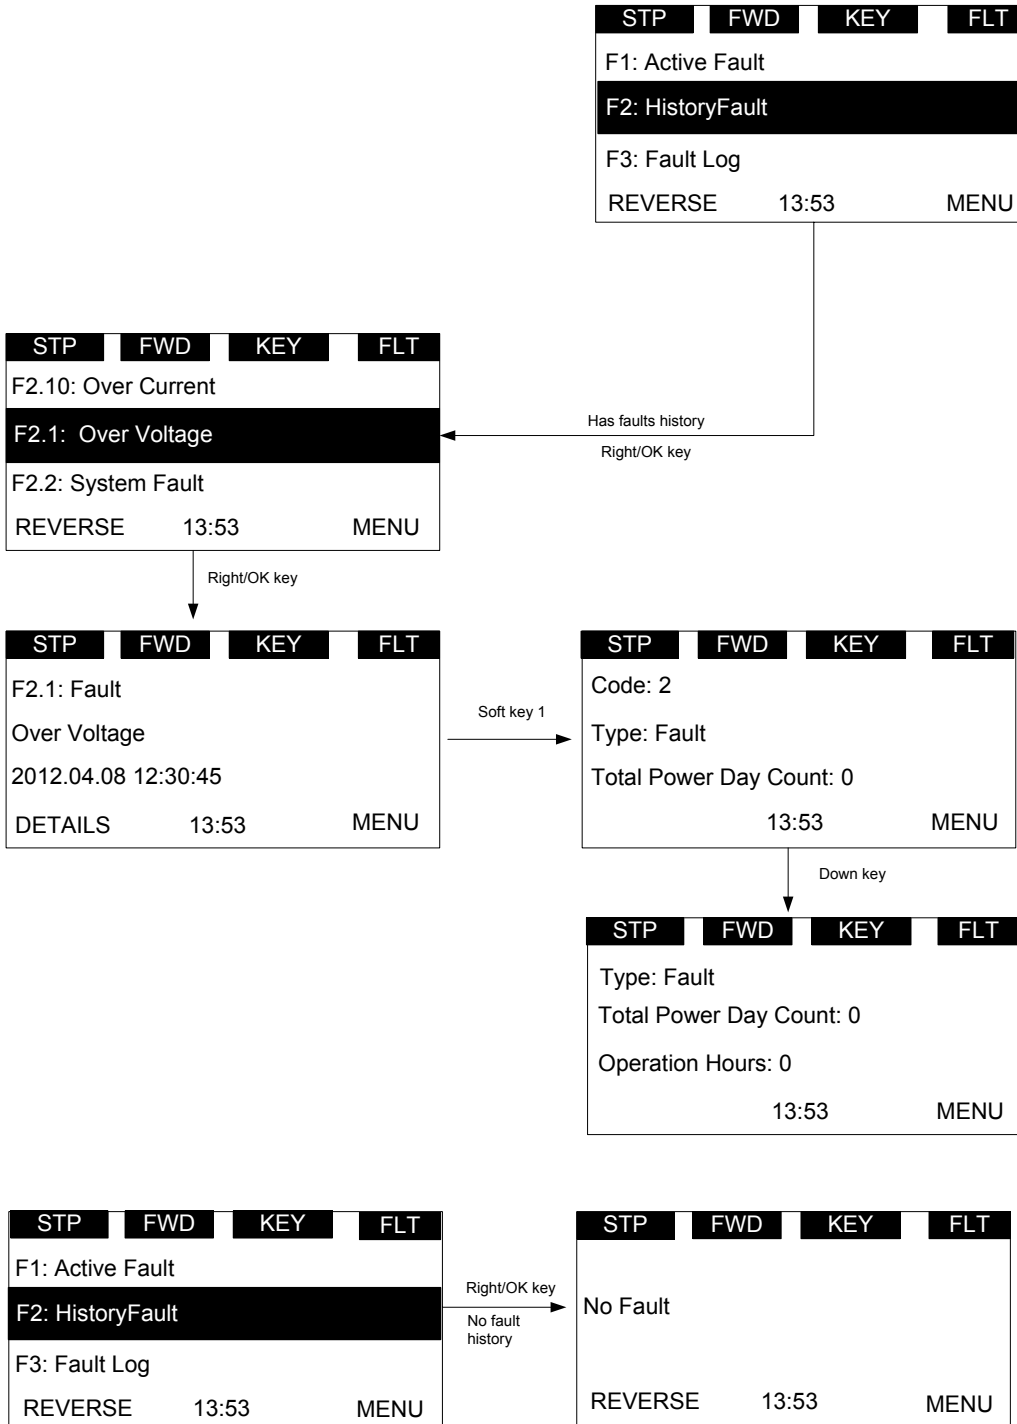 STP FWD KEY FLT
F1: Active Fault
F2: HistoryFault
F3: Fault Log
REVERSE 13:53 MENU
STP FWD KEY FLT
F2.10: Over Current
F2.1: Over Voltage
F2.2: System Fault
REVERSE 13:53 MENU
Has faults history
Right/OK key
Right/OK key
STP FWD KEY FLT
F2.1: Fault
Over Voltage
2012.04.08 12:30:45
DETAILS 13:53 MENU
Soft key 1
STP FWD KEY FLT
Code: 2
Type: Fault
Total Power Day Count: 0
13:53 MENU
Down key
STP FWD KEY FLT
Type: Fault
Total Power Day Count: 0
Operation Hours: 0
13:53 MENU
STP FWD KEY FLT
F1: Active Fault
F2: HistoryFault
F3: Fault Log
REVERSE 13:53 MENU
Right/OK key
No fault
history
STP FWD KEY FLT
No Fault
REVERSE 13:53 MENU